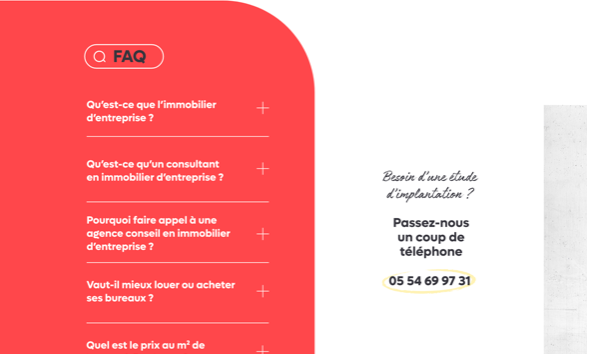 FAQ
Qu’est-ce que l’immobilier
d’entreprise ?
Qu’est-ce qu’un consultant
en immobilier d’entreprise ?
Pourquoi faire appel à une
agence conseil en immobilier
d’entreprise ?
Vaut-il mieux louer ou acheter
ses bureaux ?
Quel est le prix au m² de
Besoin d’une étude
d’implantation ?
Passez-nous
un coup de
téléphone
05 54 69 97 31